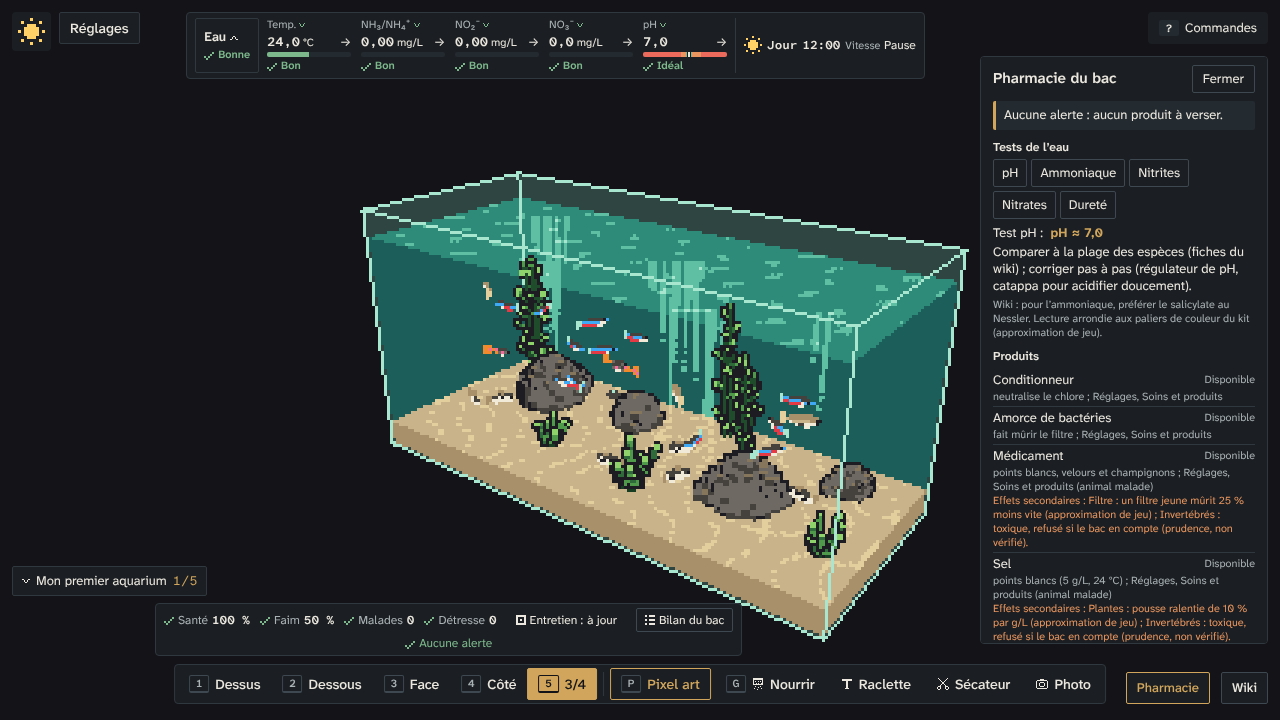 Réglages
Eau
Bonne
Temp.
24,0 °C
Bon
NH₃/NH₄⁺
0,00 mg/L
Bon
NO₂⁻
0,00 mg/L
Bon
NO₃⁻
0,0 mg/L
Bon
pH
7,0
Idéal
Jour 12:00 Vitesse Pause
? Commandes
Pharmacie du bac
Fermer
Aucune alerte : aucun produit à verser.
Tests de l'eau
pH Ammoniaque Nitrites
Nitrates Dureté
Test pH : pH ≈ 7,0
Comparer à la plage des espèces (fiches du
wiki) ; corriger pas à pas (régulateur de pH,
catappa pour acidifier doucement).
Wiki : pour l'ammoniaque, préférer le salicylate au
Nessler. Lecture arrondie aux paliers de couleur du kit
(approximation de jeu).
Produits
Conditionneur Disponible
neutralise le chlore ; Réglages, Soins et produits
Amorce de bactéries Disponible
fait mûrir le filtre ; Réglages, Soins et produits
Médicament Disponible
points blancs, velours et champignons ; Réglages,
Soins et produits (animal malade)
Effets secondaires : Filtre : un filtre jeune mûrit 25 %
moins vite (approximation de jeu) ; Invertébrés :
toxique, refusé si le bac en compte (prudence, non
vérifié).
Sel Disponible
points blancs (5 g/L, 24 °C) ; Réglages, Soins et
produits (animal malade)
Effets secondaires : Plantes : pousse ralentie de 10 %
par g/L (approximation de jeu) ; Invertébrés : toxique,
refusé si le bac en compte (prudence, non vérifié).
Mon premier aquarium 1/5
Santé 100 % Faim 50 % Malades 0 Détresse 0 Entretien : à jour Bilan du bac
Aucune alerte
1 Dessus 2 Dessous 3 Face 4 Côté 5 3/4 P Pixel art G Nourrir Raclette Sécateur Photo
Pharmacie Wiki